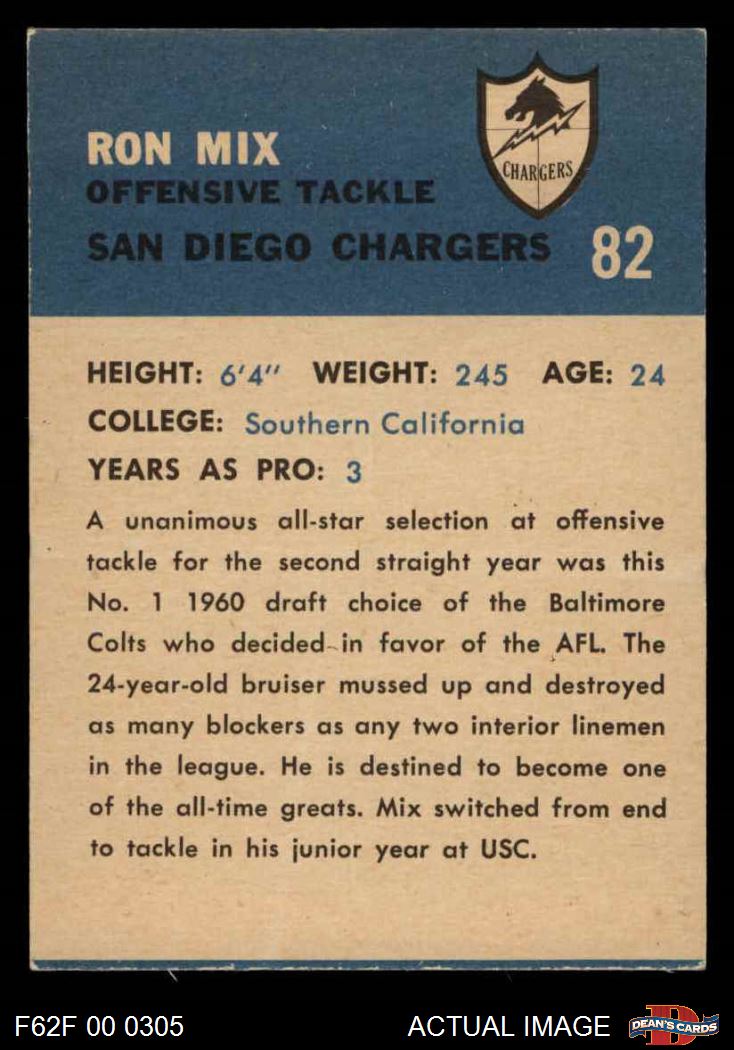 CHARGERS
RON MIX
OFFENSIVE TACKLE
SAN DIEGO CHARGERS 82
HEIGHT: 6'4" WEIGHT: 245 AGE: 24
COLLEGE: Southern California
YEARS AS PRO: 3
A unanimous all-star selection at offensive
tackle for the second straight year was this
No. 1 1960 draft choice of the Baltimore
Colts who decided in favor of the AFL. The
24-year-old bruiser mussed up and destroyed
as many blockers as any two interior linemen
in the league. He is destined to become one
of the all-time greats. Mix switched from end
to tackle in his junior year at USC.
F62F 00 0305 ACTUAL IMAGE DEAN'S CARDS